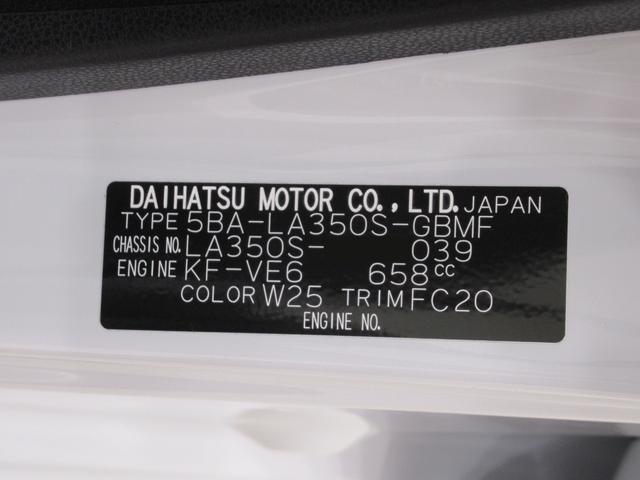 DAIHATSU MOTOR CO., LTD. JAPAN
TYPE 5BA-LA350S-GBMF
CHASSIS NO. LA350S- 039
ENGINE KF-VE6 658cc
COLOR W25 TRIM FC20
ENGINE NO.